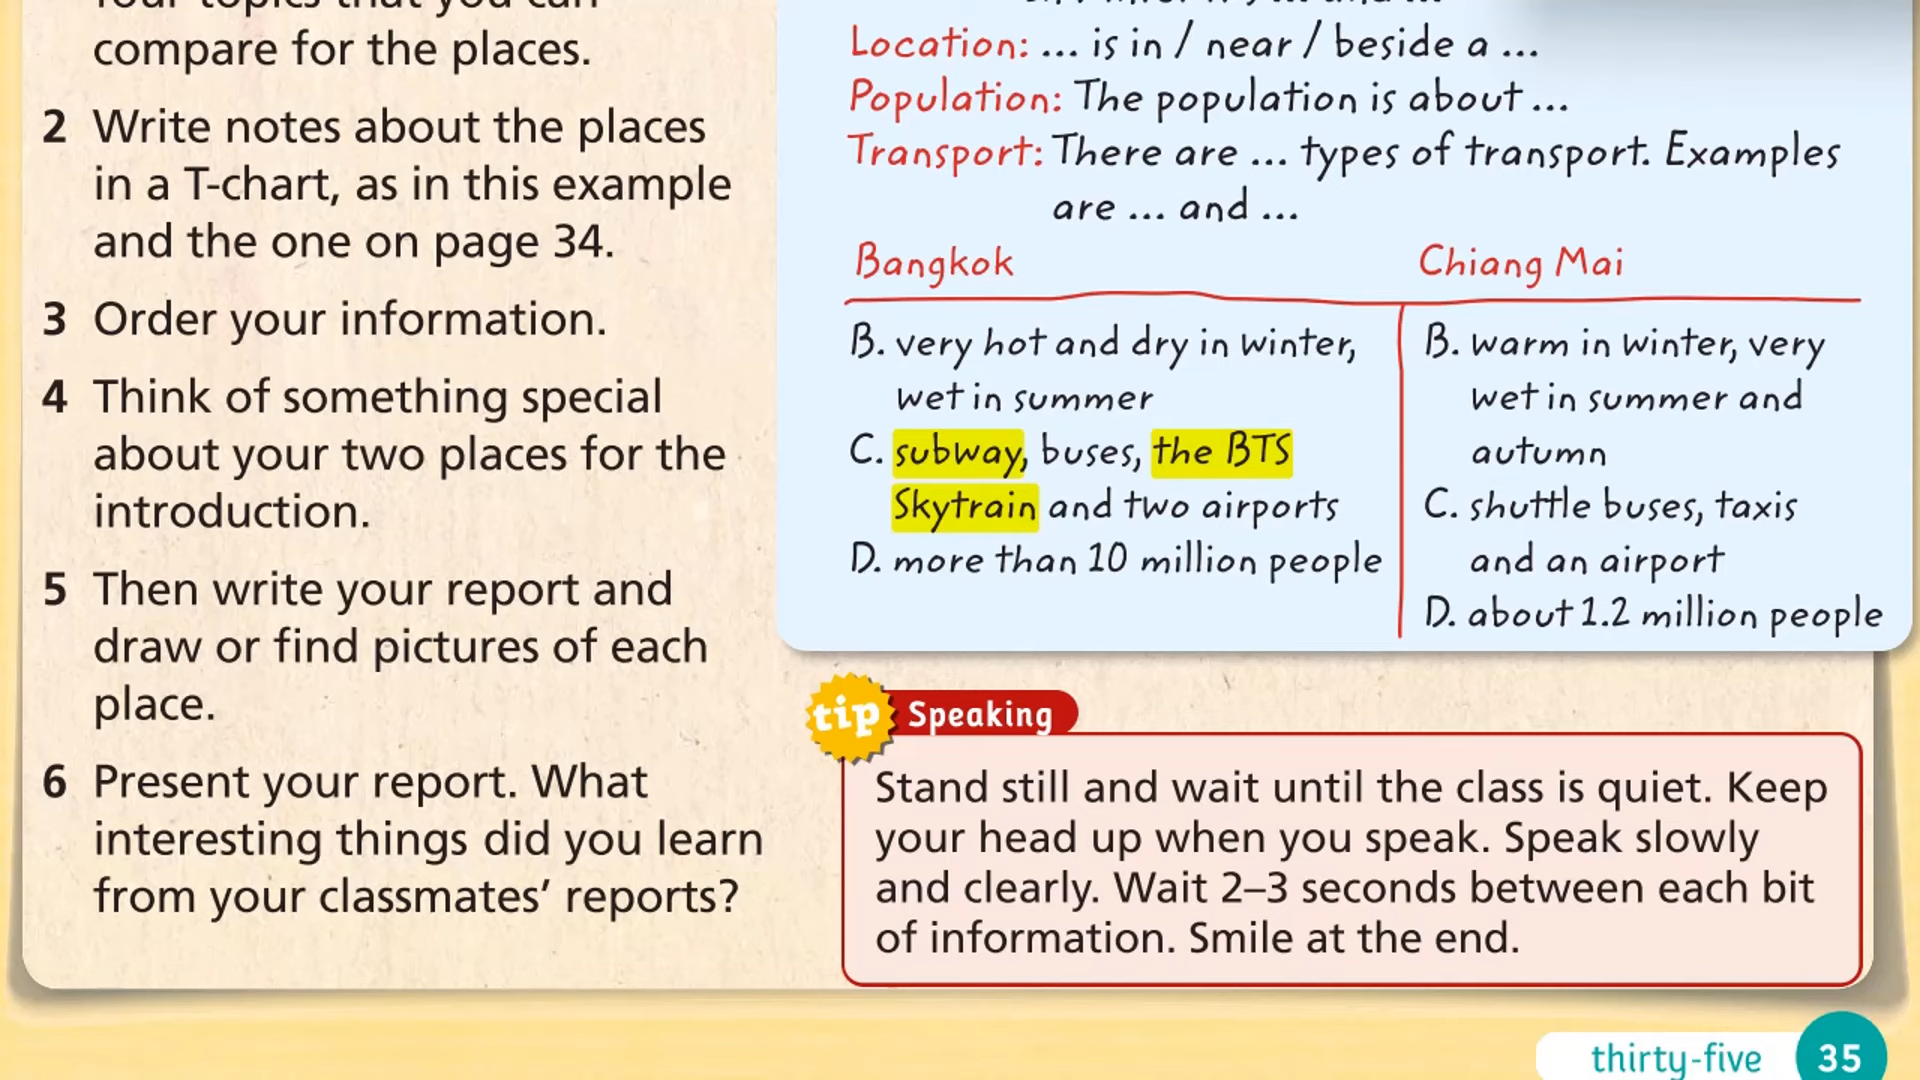 Your topics that you can
compare for the places.
2 Write notes about the places
in a T-chart, as in this example
and the one on page 34.
3 Order your information.
4 Think of something special
about your two places for the
introduction.
5 Then write your report and
draw or find pictures of each
place.
6 Present your report. What
interesting things did you learn
from your classmates’ reports?
Location: ... is in / near / beside a ...
Population: The population is about ...
Transport: There are ... types of transport. Examples
are ... and ...
Bangkok
B. very hot and dry in winter,
wet in summer
C. subway, buses, the BTS
Skytrain and two airports
D. more than 10 million people
Chiang Mai
B. warm in winter, very
wet in summer and
autumn
C. shuttle buses, taxis
and an airport
D. about 1.2 million people
tip Speaking
Stand still and wait until the class is quiet. Keep
your head up when you speak. Speak slowly
and clearly. Wait 2–3 seconds between each bit
of information. Smile at the end.
thirty-five 35